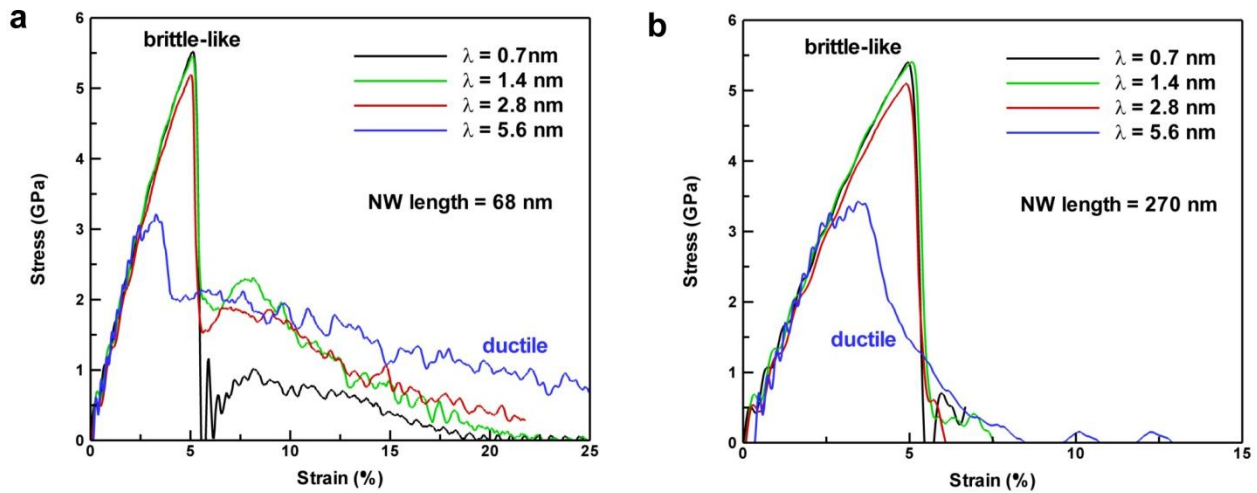 a
brittle-like
λ = 0.7nm
λ = 1.4 nm
λ = 2.8 nm
λ = 5.6 nm
NW length = 68 nm
ductile
Stress (GPa)
6
5
4
3
2
1
0
0 5 10 15 20 25
Strain (%)
b
brittle-like
λ = 0.7 nm
λ = 1.4 nm
λ = 2.8 nm
λ = 5.6 nm
NW length = 270 nm
ductile
Stress (GPa)
6
5
4
3
2
1
0
0 5 10 15
Strain (%)